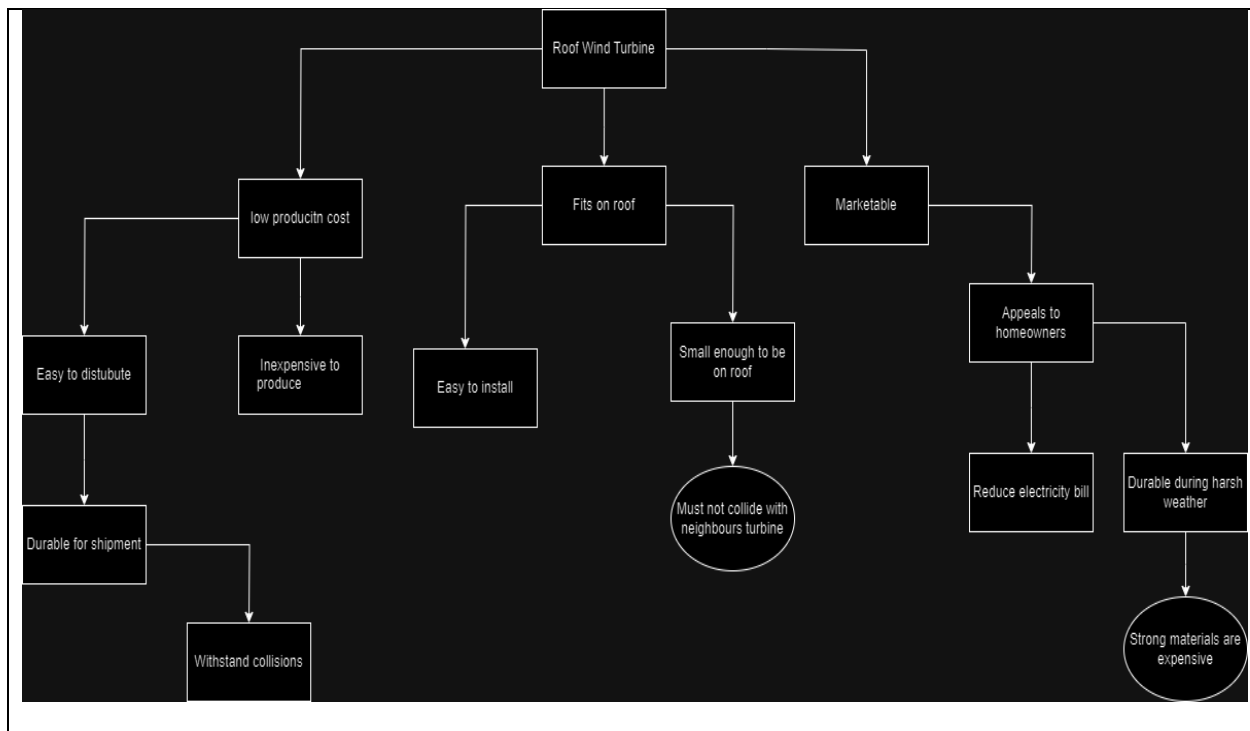 Roof Wind Turbine
low producitn cost
Fits on roof
Marketable
Easy to distubute
Inexpensive to
produce
Easy to install
Small enough to be
on roof
Appeals to
homeowners
Durable for shipment
Must not collide with
neighbours turbine
Reduce electricity bill
Durable during harsh
weather
Withstand collisions
Strong materials are
expensive